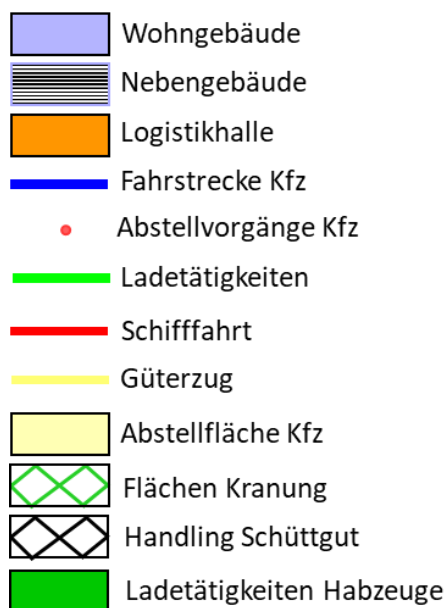 Wohngebäude
Nebengebäude
Logistikhalle
Fahrstrecke Kfz
Abstellvorgänge Kfz
Ladetätigkeiten
Schifffahrt
Güterzug
Abstellfläche Kfz
Flächen Kranung
Handling Schüttgut
Ladetätigkeiten Habzeuge